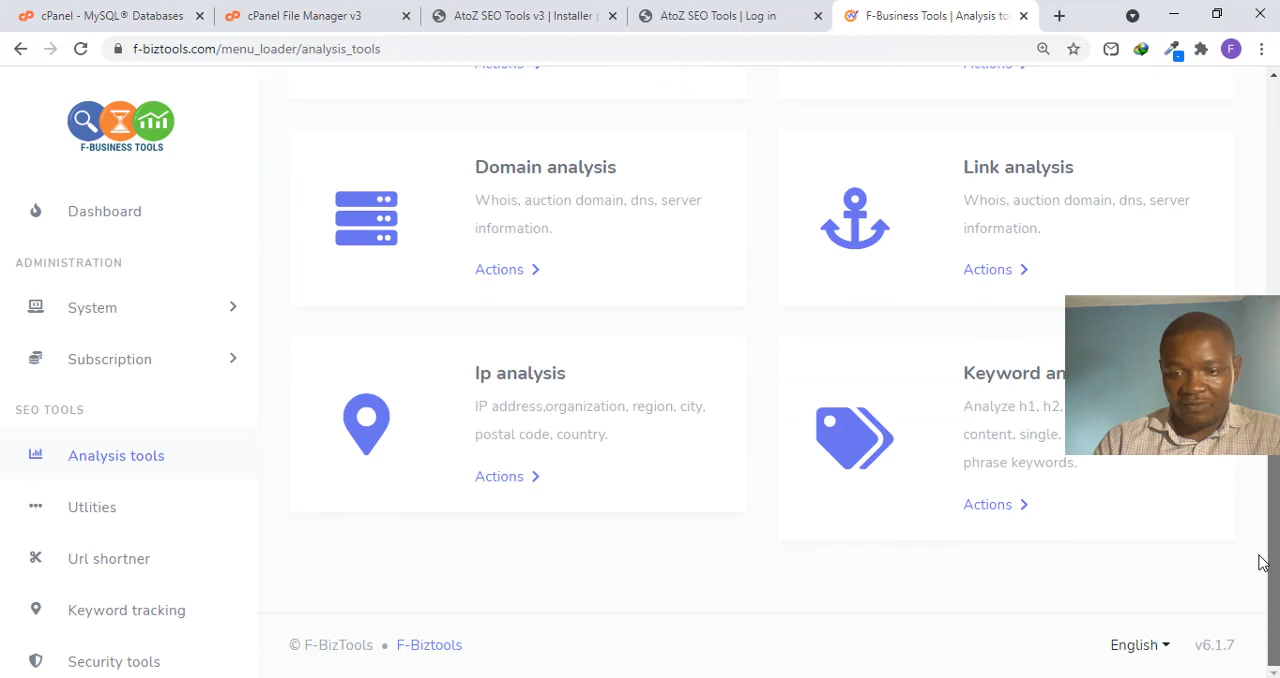 cPanel - MySQL® Databases
cPanel File Manager v3
AtoZ SEO Tools v3 | Installer
AtoZ SEO Tools | Log in
F-Business Tools | Analysis to
f-biztools.com/menu_loader/analysis_tools
F
F-BUSINESS TOOLS
Dashboard
ADMINISTRATION
System
Subscription
SEO TOOLS
Analysis tools
Utlities
Url shortner
Keyword tracking
Security tools
Actions
Actions
Domain analysis
Whois, auction domain, dns, server
information.
Actions
Link analysis
Whois, auction domain, dns, server
information.
Actions
Ip analysis
IP address,organization, region, city,
postal code, country.
Actions
Keyword an
Analyze h1, h2,
content, single,
phrase keywords.
Actions
© F-BizTools • F-Biztools
English
v6.1.7